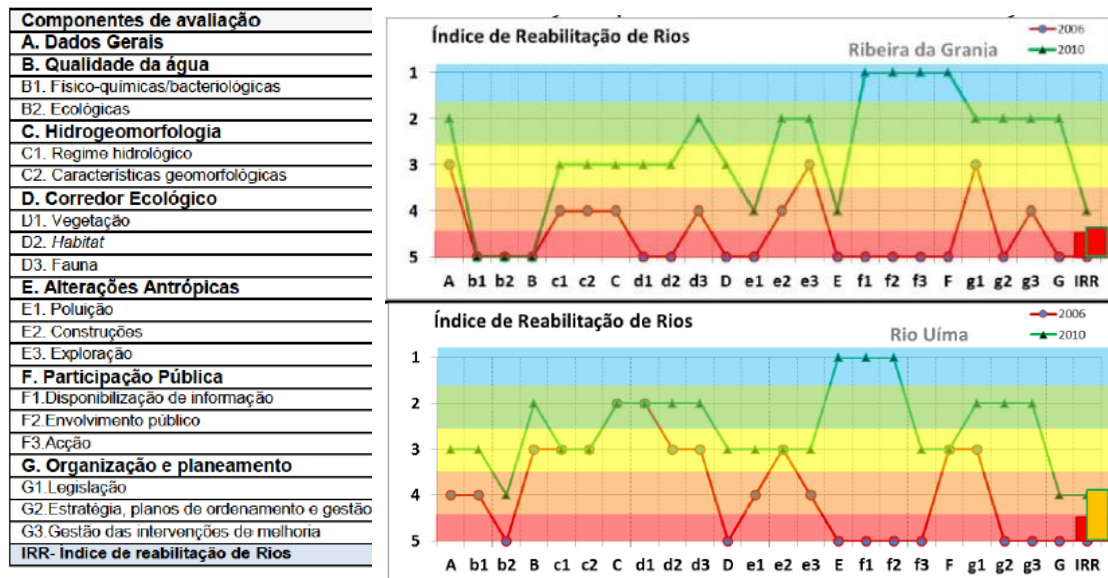 Componentes de avaliação
A. Dados Gerais
B. Qualidade da água
B1. Físico-químicas/bacteriológicas
B2. Ecológicas
C. Hidrogeomorfologia
C1. Regime hidrológico
C2. Características geomorfológicas
D. Corredor Ecológico
D1. Vegetação
D2. Habitat
D3. Fauna
E. Alterações Antrópicas
E1. Poluição
E2. Construções
E3. Exploração
F. Participação Pública
F1.Disponibilização de informação
F2.Envolvimento público
F3.Acção
G. Organização e planeamento
G1.Legislação
G2.Estratégia, planos de ordenamento e gestão
G3.Gestão das intervenções de melhoria
IRR- Índice de reabilitação de Rios
Índice de Reabilitação de Rios
Ribeira da Granja
2006
2010
1
2
3
4
5
A b1 b2 B c1 c2 C d1 d2 d3 D e1 e2 e3 E f1 f2 f3 F g1 g2 g3 G IRR
Índice de Reabilitação de Rios
Rio Uíma
2006
2010
1
2
3
4
5
A b1 b2 B c1 c2 C d1 d2 d3 D e1 e2 e3 E f1 f2 f3 F g1 g2 g3 G IRR